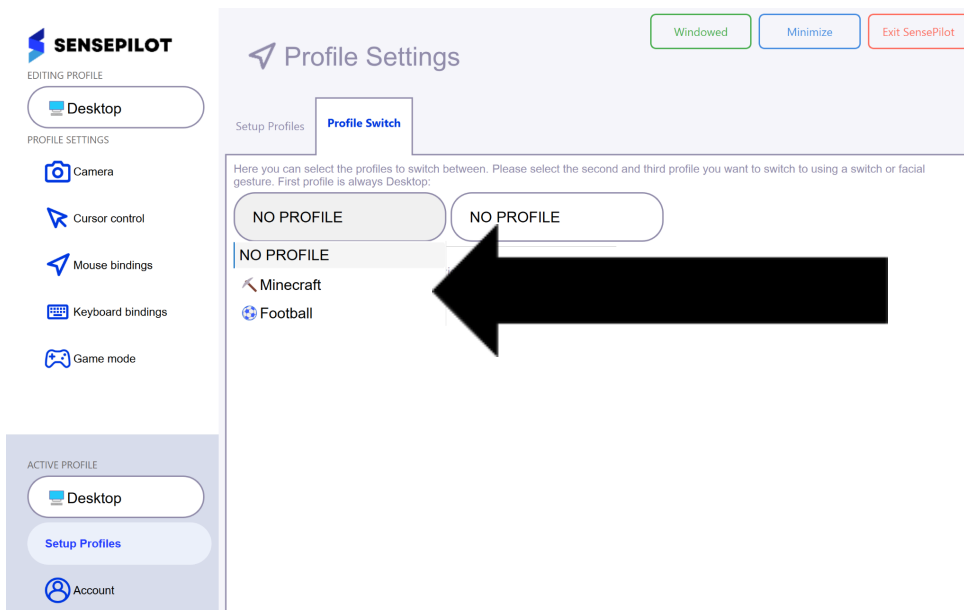 SENSEPILOT
EDITING PROFILE
Desktop
PROFILE SETTINGS
Camera
Cursor control
Mouse bindings
Keyboard bindings
Game mode
ACTIVE PROFILE
Desktop
Setup Profiles
Account
Profile Settings
Windowed
Minimize
Exit SensePilot
Setup Profiles
Profile Switch
Here you can select the profiles to switch between. Please select the second and third profile you want to switch to using a switch or facial
gesture. First profile is always Desktop:
NO PROFILE
NO PROFILE
NO PROFILE
Minecraft
Football